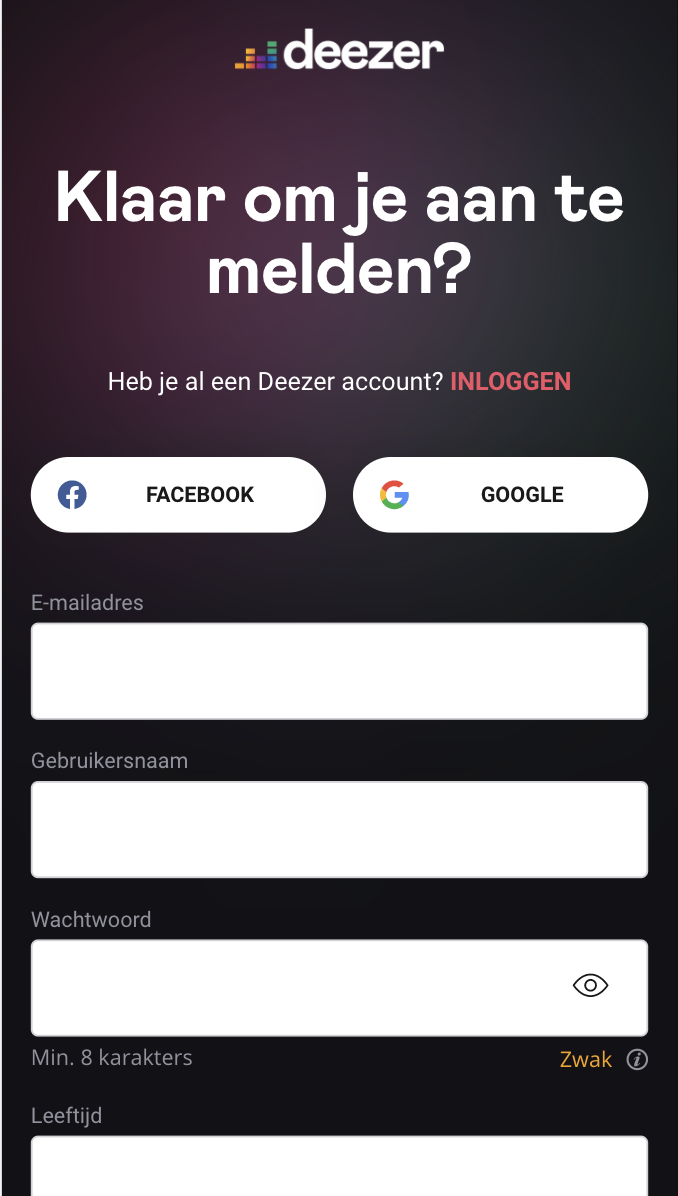 deezer
Klaar om je aan te
melden?
Heb je al een Deezer account? INLOGGEN
FACEBOOK
GOOGLE
E-mailadres
Gebruikersnaam
Wachtwoord
Min. 8 karakters
Zwak
Leeftijd